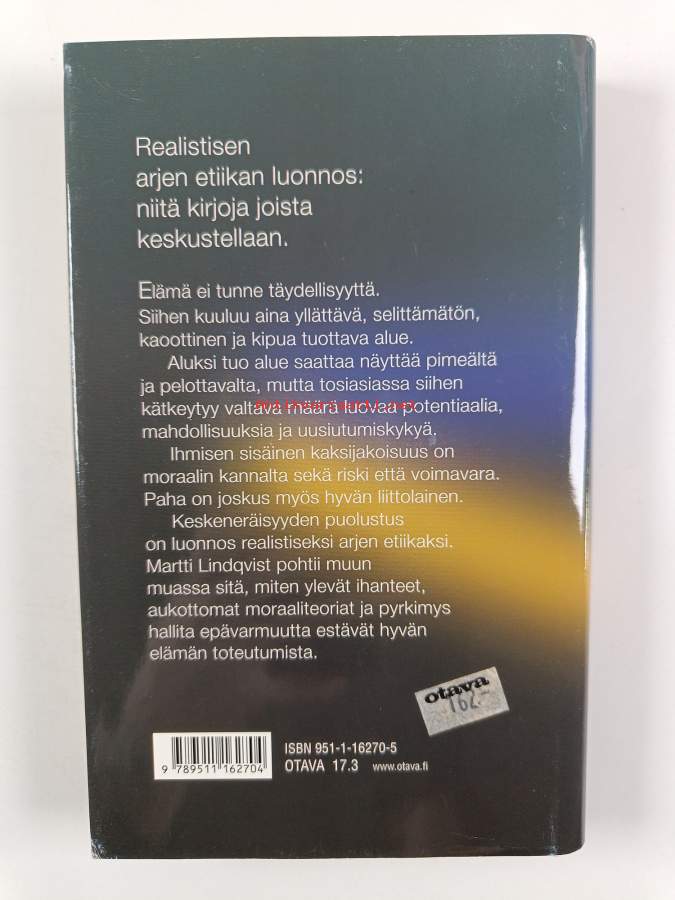 Realistisen
arjen etiikan luonnos:
niitä kirjoja joista
keskustellaan.
Elämä ei tunne täydellisyyttä.
Siihen kuuluu aina yllättävä, selittämätön,
kaoottinen ja kipua tuottava alue.
Aluksi tuo alue saattaa näyttää pimeältä
ja pelottavalta, mutta tosiasiassa siihen
kätkeytyy valtava määrä luovaa potentiaalia,
mahdollisuuksia ja uusiutumiskykyä.
Ihmisen sisäinen kaksijakoisuus on
moraalin kannalta sekä riski että voimavara.
Paha on joskus myös hyvän liittolainen.
Keskeneräisyyden puolustus
on luonnos realistiseksi arjen etiikaksi.
Martti Lindqvist pohtii muun
muassa sitä, miten ylevät ihanteet,
aukottomat moraaliteoriat ja pyrkimys
hallita epävarmuutta estävät hyvän
elämän toteutumista.
otava
162-
ISBN 951-1-16270-5
OTAVA 17.3 www.otava.fi
9 789511 162704